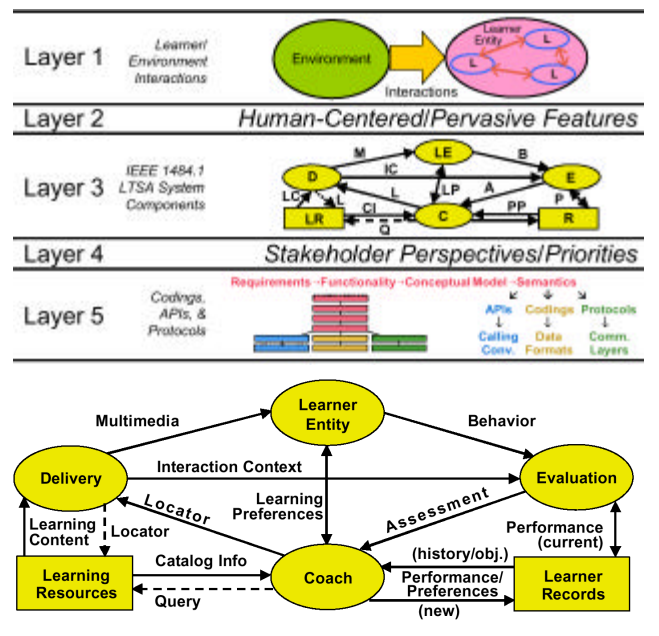 Layer 1
Learner/
Environment
Interactions
Environment
Interactions
Learner
Entity
L
L
L
Layer 2
Human-Centered/Pervasive Features
Layer 3
IEEE 1484.1
LTSA System
Components
M
LE
B
D
IC
E
LC
L
L
LP
A
P
LR
CI
Q
C
PP
R
Layer 4
Stakeholder Perspectives/Priorities
Layer 5
Codings,
APIs, &
Protocols
Requirements→Functionality→Conceptual Model→Semantics
APIs Codings Protocols
Calling
Conv.
Data
Formats
Comm.
Layers
Learner
Entity
Multimedia
Behavior
Delivery
Interaction Context
Evaluation
Locator
Learning
Preferences
Assessment
Learning
Content
Locator
Performance
(current)
Learning
Resources
Catalog Info
Query
Coach
(history/obj.)
Performance/
Preferences
(new)
Learner
Records